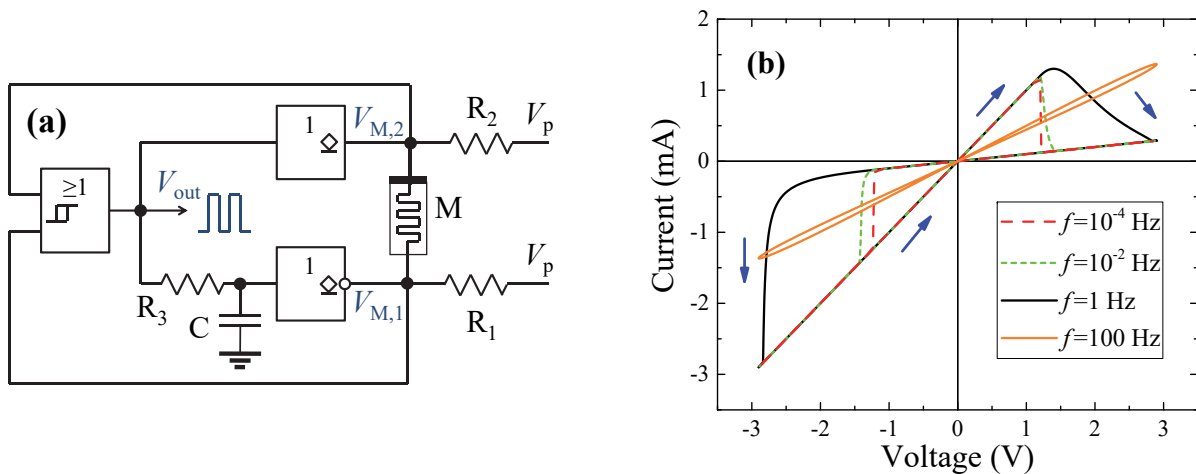 (a)
≥1
V_out
1
V_M,2
R_2
V_p
M
R_3
C
1
V_M,1
R_1
V_p
(b)
Current (mA)
2
1
0
-1
-2
-3
-3 -2 -1 0 1 2 3
Voltage (V)
f=10^-4 Hz
f=10^-2 Hz
f=1 Hz
f=100 Hz